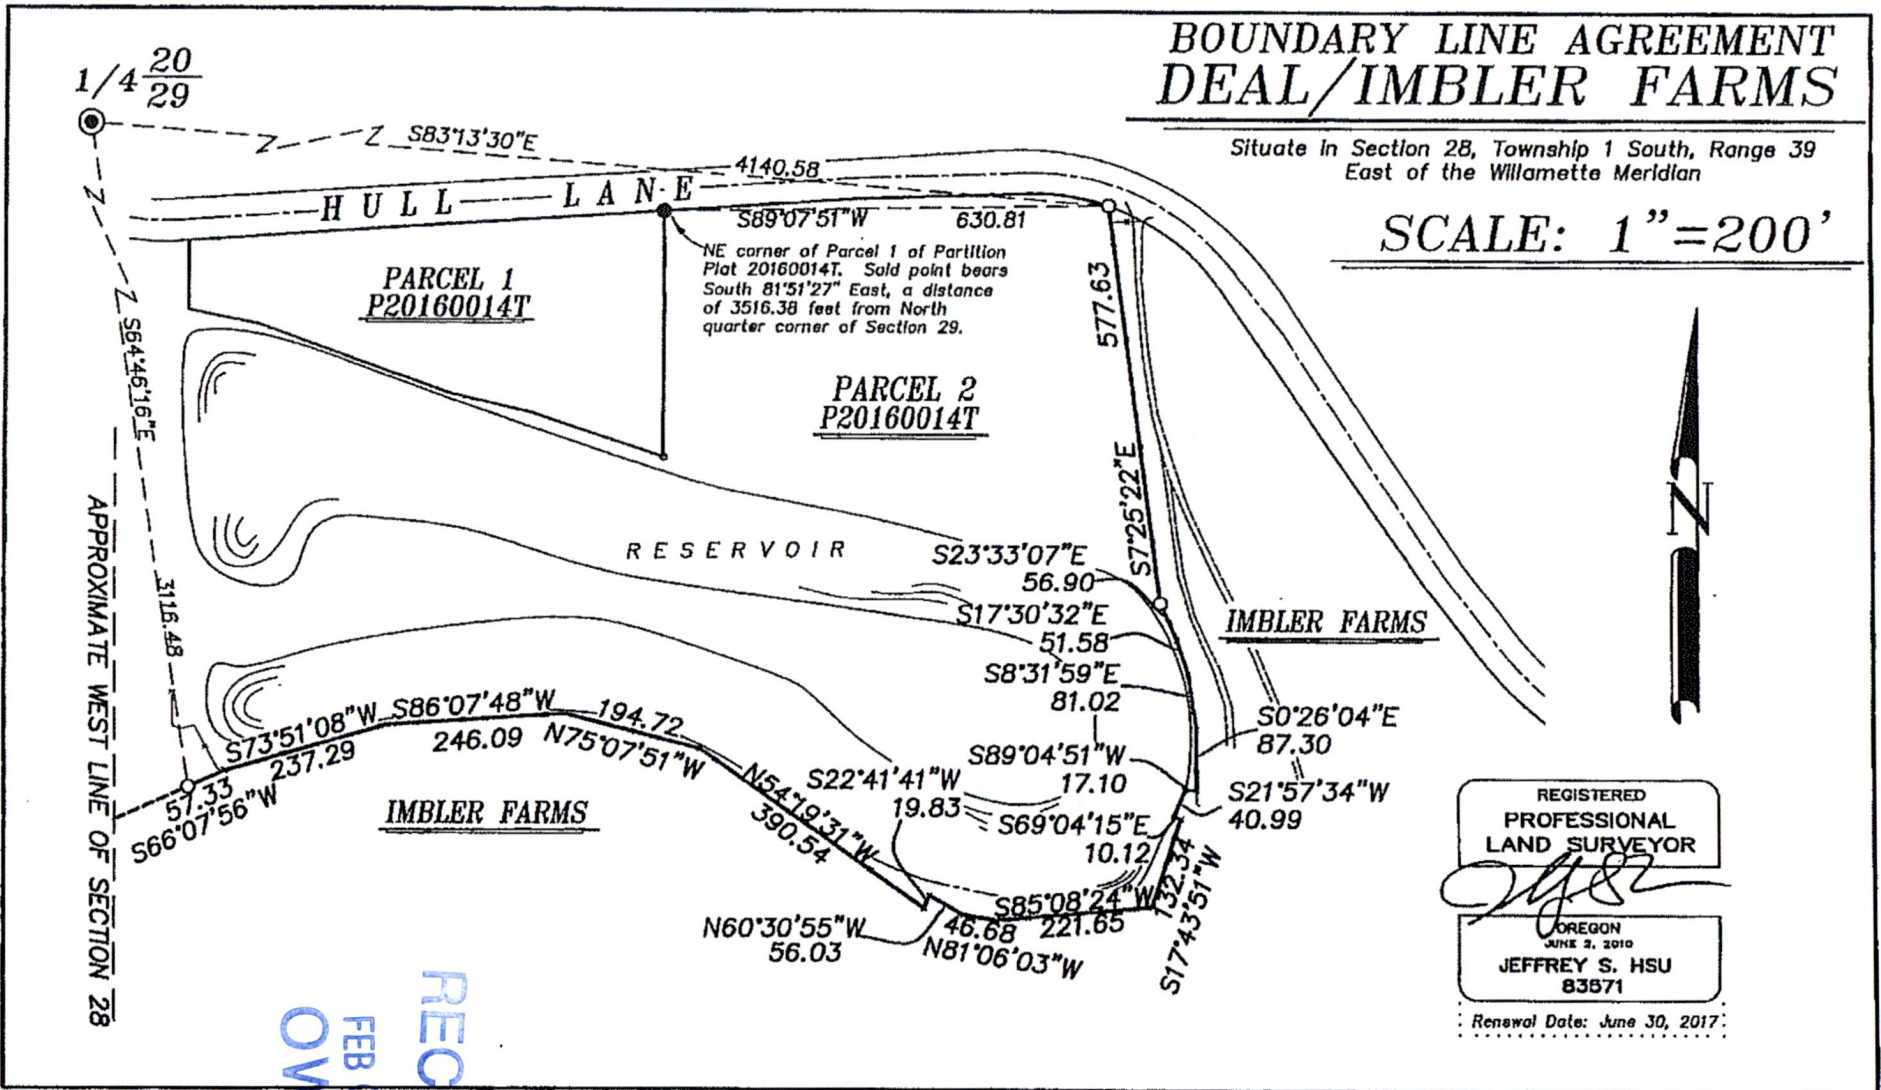 BOUNDARY LINE AGREEMENT
DEAL/IMBLER FARMS
Situate in Section 28, Township 1 South, Range 39
East of the Willamette Meridian
SCALE: 1"=200'
1/4 20/29
S83°13'30"E
4140.58
HULL LANE
S89°07'51"W 630.81
NE corner of Parcel 1 of Partition
Plat 20160014T. Said point bears
South 81°51'27" East, a distance
of 3516.38 feet from North
quarter corner of Section 29.
PARCEL 1
P20160014T
PARCEL 2
P20160014T
577.63
S7°25'22"E
S64°46'16"E
3116.48
APPROXIMATE WEST LINE OF SECTION 28
RESERVOIR
S23°33'07"E
56.90
S17°30'32"E
51.58
S8°31'59"E
81.02
IMBLER FARMS
S0°26'04"E
87.30
S89°04'51"W
17.10
S21°57'34"W
40.99
S22°41'41"W
19.83
S69°04'15"E
10.12
132.34
S17°43'51"W
S85°08'24"W
221.65
46.68
N81°06'03"W
N60°30'55"W
56.03
N54°19'31"W
390.54
194.72
N75°07'51"W
S86°07'48"W
246.09
S73°51'08"W
237.29
57.33
S66°07'56"W
IMBLER FARMS
N
REGISTERED
PROFESSIONAL
LAND SURVEYOR
OREGON
JUNE 2, 2010
JEFFREY S. HSU
83571
Renewal Date: June 30, 2017
REC
FEB
OW